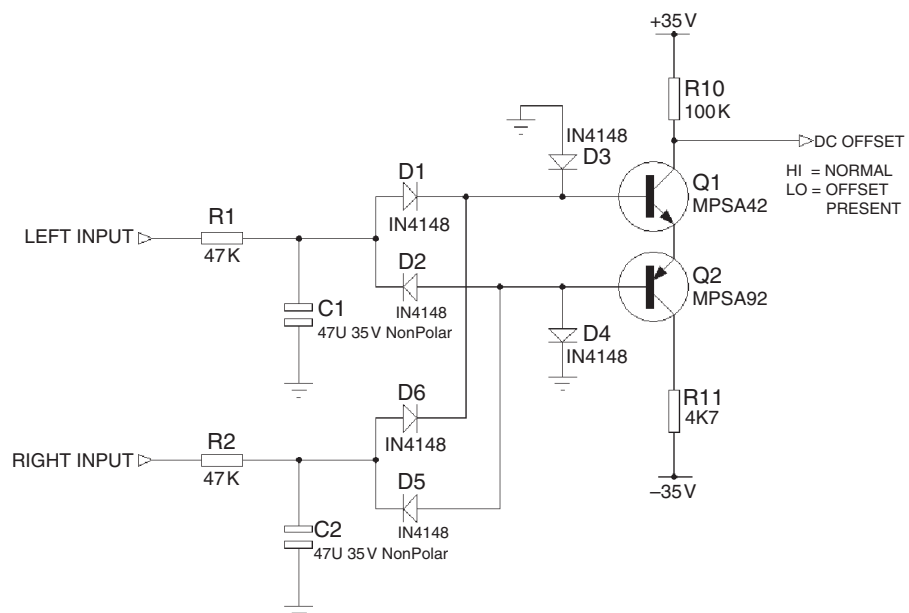 +35V
R10
100K
IN4148
D3
DC OFFSET
HI = NORMAL
LO = OFFSET
PRESENT
D1
IN4148
Q1
MPSA42
R1
LEFT INPUT
47K
D2
IN4148
Q2
MPSA92
C1
47U 35V NonPolar
D4
IN4148
D6
IN4148
R11
4K7
R2
RIGHT INPUT
47K
D5
IN4148
–35V
C2
47U 35V NonPolar